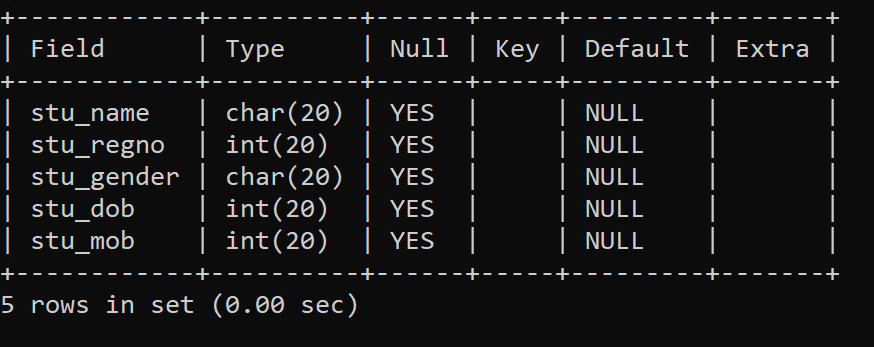 +------------+----------+------+-----+---------+-------+
| Field      | Type     | Null | Key | Default | Extra |
+------------+----------+------+-----+---------+-------+
| stu_name   | char(20) | YES  |     | NULL    |       |
| stu_regno  | int(20)  | YES  |     | NULL    |       |
| stu_gender | char(20) | YES  |     | NULL    |       |
| stu_dob    | int(20)  | YES  |     | NULL    |       |
| stu_mob    | int(20)  | YES  |     | NULL    |       |
+------------+----------+------+-----+---------+-------+
5 rows in set (0.00 sec)